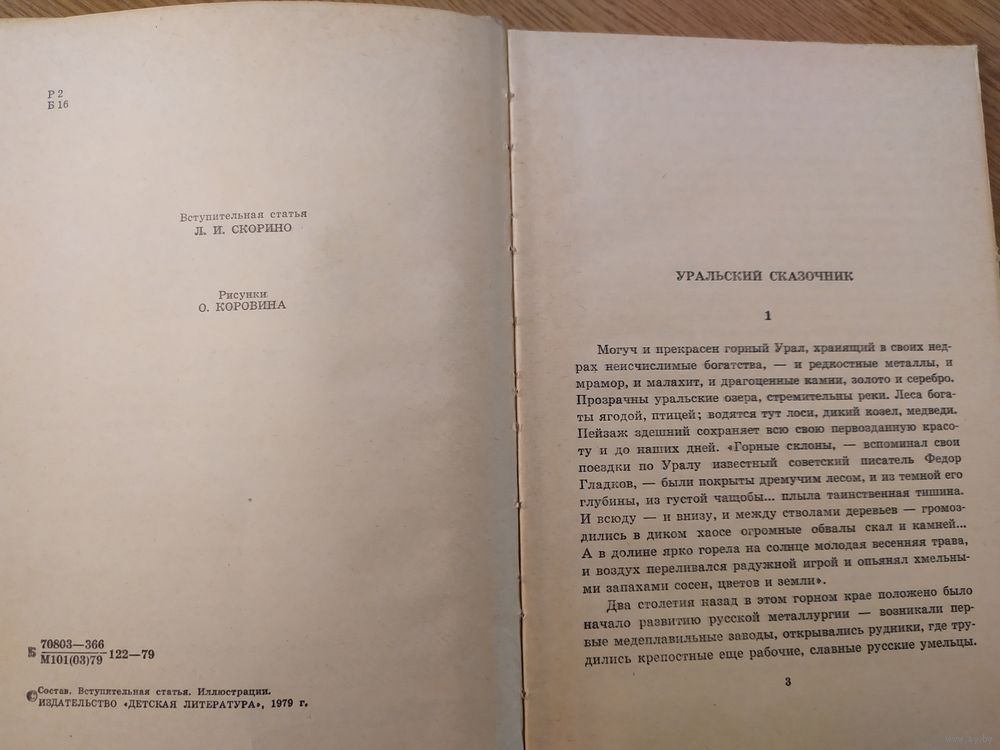 Р 2
Б 16
Вступительная статья
Л. И. СКОРИНО
Рисунки
О. КОРОВИНА
Б 70803—366
М101(03)79 122—79
© Состав. Вступительная статья. Иллюстрации.
ИЗДАТЕЛЬСТВО «ДЕТСКАЯ ЛИТЕРАТУРА», 1979 г.
УРАЛЬСКИЙ СКАЗОЧНИК
1
Могуч и прекрасен горный Урал, хранящий в своих нед-
рах неисчислимые богатства, — и редкостные металлы, и
мрамор, и малахит, и драгоценные камни, золото и серебро.
Прозрачны уральские озера, стремительны реки. Леса бога-
ты ягодой, птицей; водятся тут лоси, дикий козел, медведи.
Пейзаж здешний сохраняет всю свою первозданную красо-
ту и до наших дней. «Горные склоны, — вспоминал свои
поездки по Уралу известный советский писатель Федор
Гладков, — были покрыты дремучим лесом, и из темной его
глубины, из густой чащобы... плыла таинственная тишина.
И всюду — и внизу, и между стволами деревьев — громоз-
дились в диком хаосе огромные обвалы скал и камней...
А в долине ярко горела на солнце молодая весенняя трава,
и воздух переливался радужной игрой и опьянял хмельны-
ми запахами сосен, цветов и земли».
Два столетия назад в этом горном крае положено было
начало развитию русской металлургии — возникали пер-
вые медеплавильные заводы, открывались рудники, где тру-
дились крепостные еще рабочие, славные русские умельцы.
3
www.ay.by